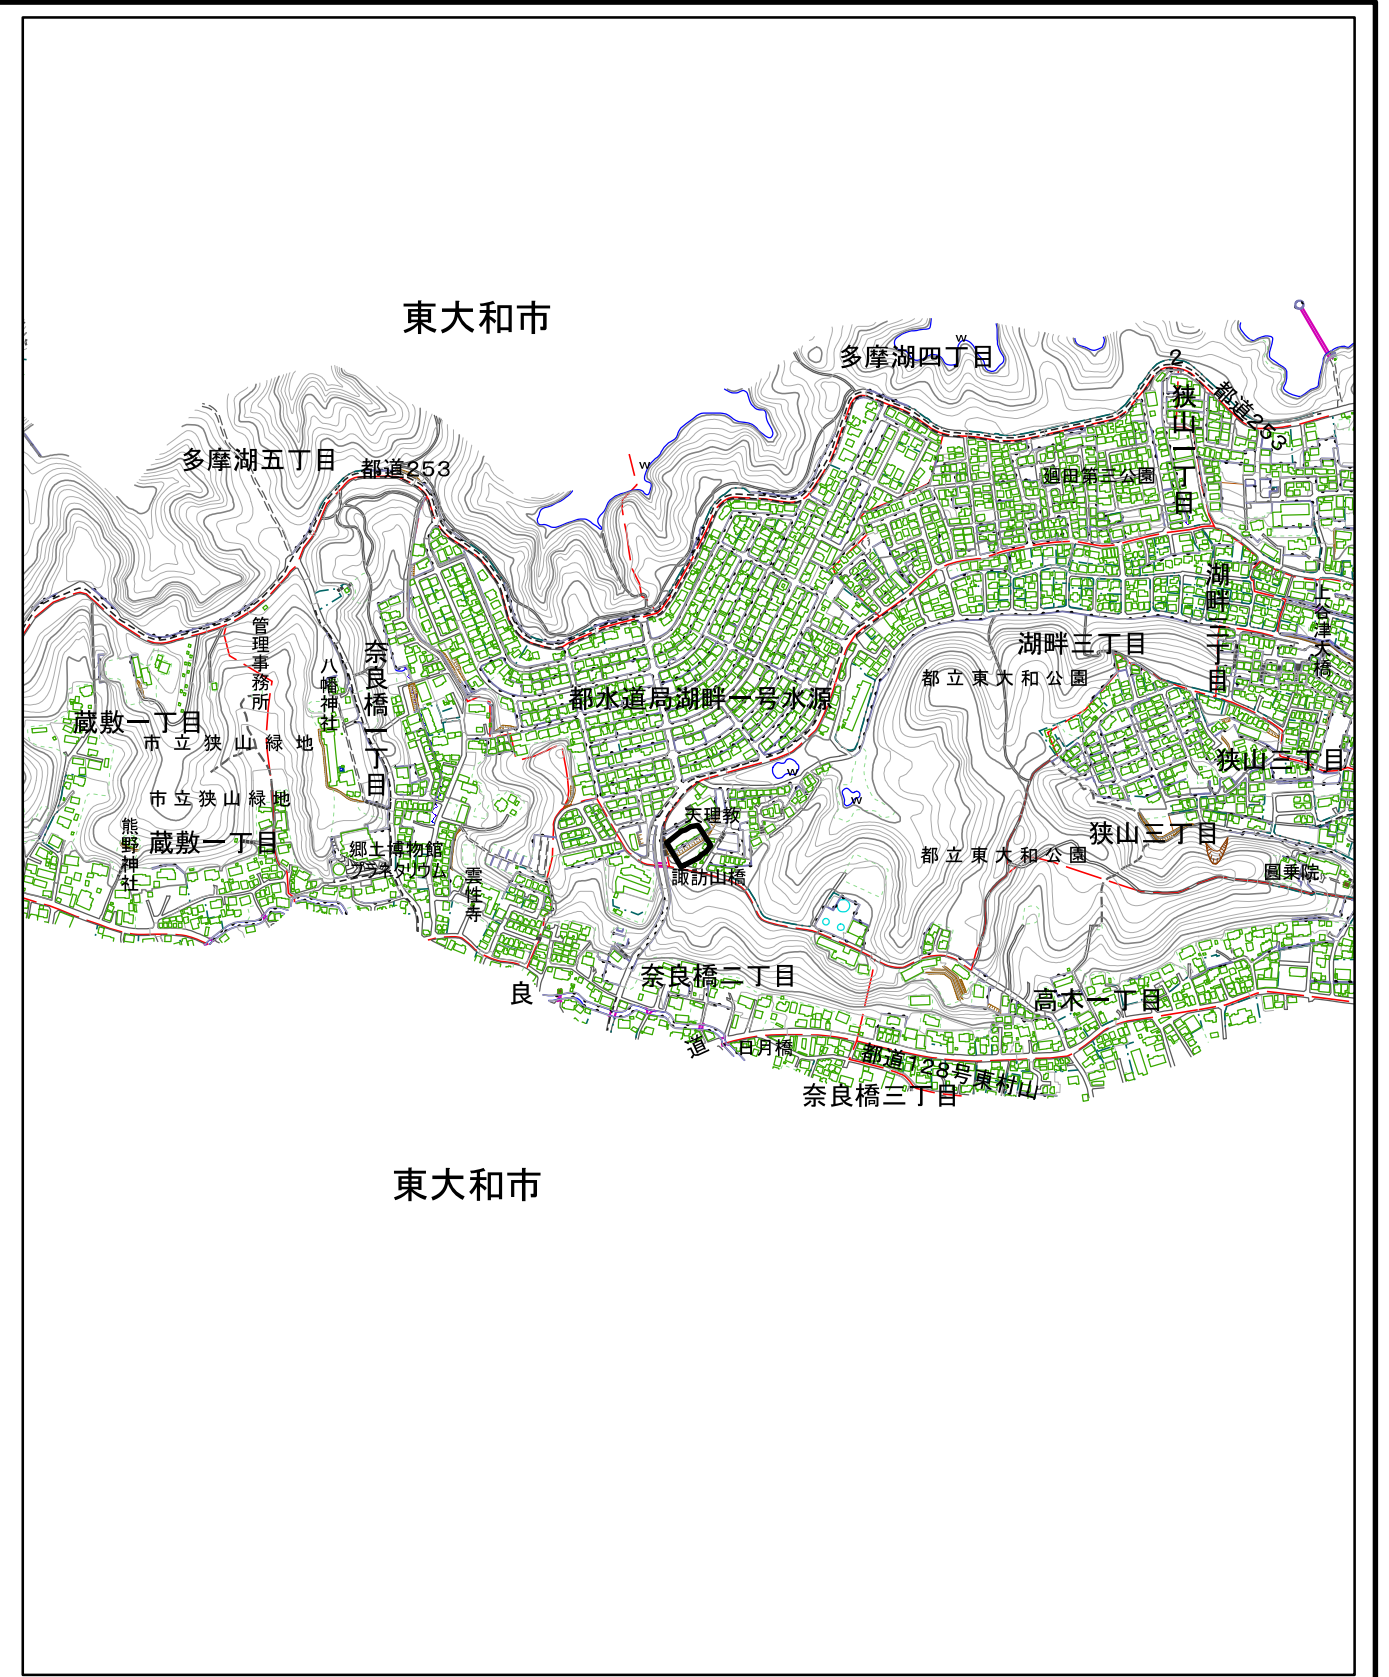 東大和市
多摩湖四丁目
w
2
都道253
狭山一丁目
多摩湖五丁目
都道253
w
廻田第三公園
湖畔二丁目
上谷津大橋
管理事務所
八幡神社
奈良橋一丁目
湖畔三丁目
都立東大和公園
都水道局湖畔一号水源
蔵敷一丁目
市立狭山緑地
狭山三丁目
w
市立狭山緑地
w
天理教
熊野神社
蔵敷一丁目
郷土博物館
プラネタリウム
雲性寺
諏訪山橋
狭山三丁目
都立東大和公園
圓乗院
奈良橋二丁目
良
高木一丁目
道
日月橋
都道128号東村山
奈良橋三丁目
東大和市